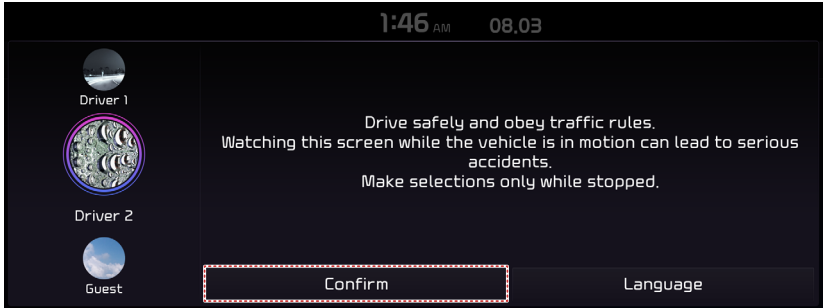 1:46 AM 08.03
Driver 1
Driver 2
Guest
Drive safely and obey traffic rules.
Watching this screen while the vehicle is in motion can lead to serious
accidents.
Make selections only while stopped.
Confirm
Language